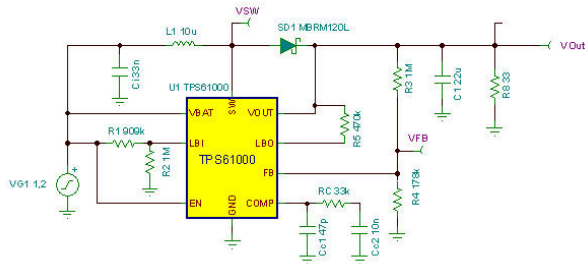 VSW
L1 10u
SD1 MBRM120L
VOut
Ci 33n
U1 TPS61000
R3 1M
C1 22u
R8 33
VBAT
SW
VOUT
R1 909k
LBI
LBO
R5 470k
R2 1M
TPS61000
VFB
VG1 1,2
+
FB
EN
GND
COMP
RC 33k
R4 178k
Cc1 47p
Cc2 10n